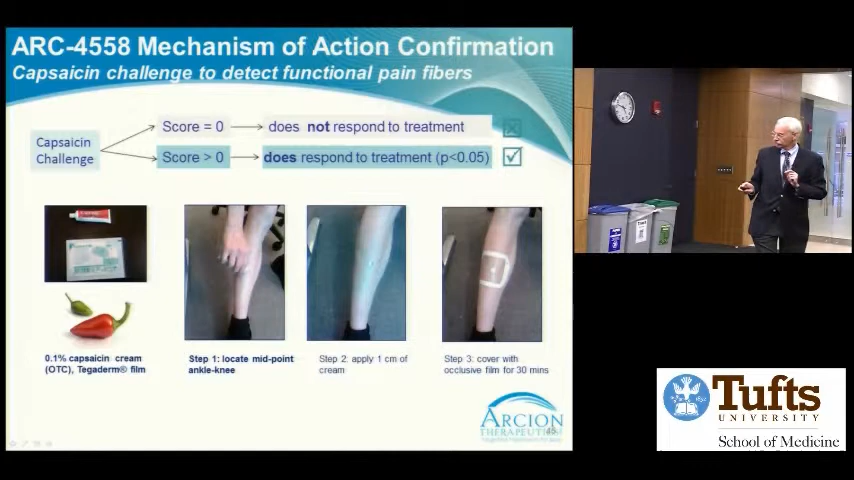 ARC-4558 Mechanism of Action Confirmation
Capsaicin challenge to detect functional pain fibers
Capsaicin
Challenge
Score = 0
does not respond to treatment
Score > 0
does respond to treatment (p<0.05)
0.1% capsaicin cream
(OTC), Tegaderm® film
Step 1: locate mid-point
ankle-knee
Step 2: apply 1 cm of
cream
Step 3: cover with
occlusive film for 30 mins
ARCION
THERAPEUTICS
Tufts
UNIVERSITY
School of Medicine